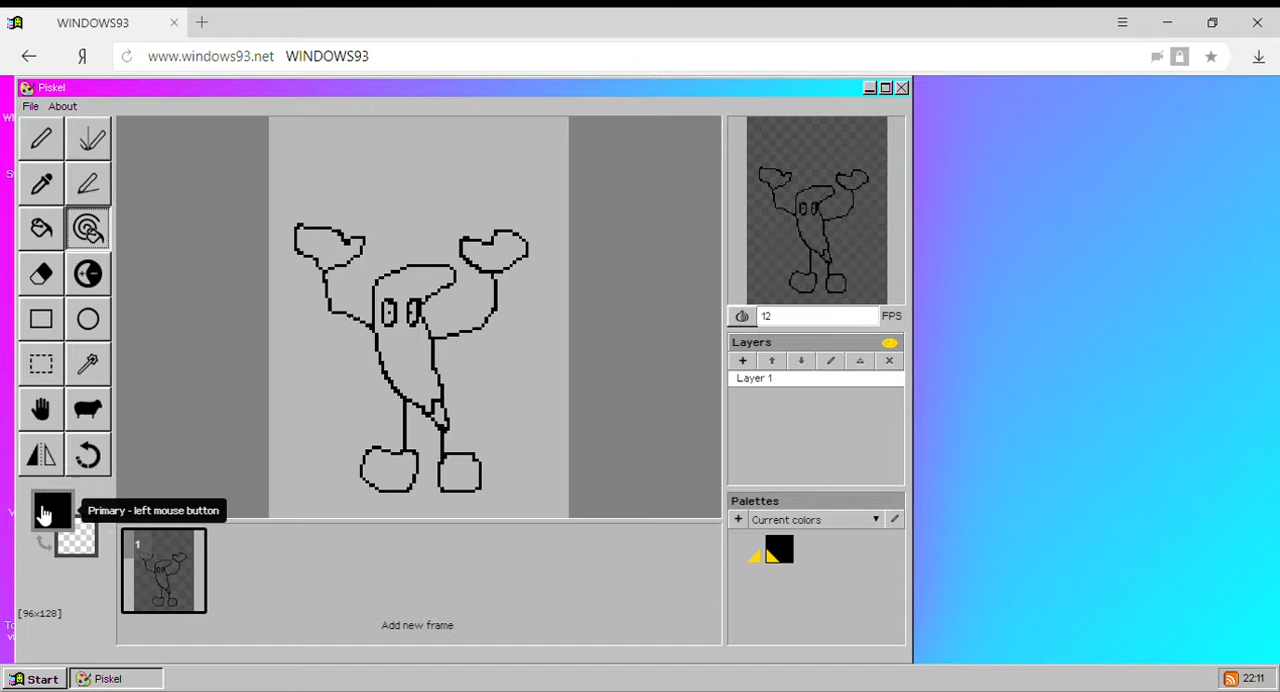 WINDOWS93
Я www.windows93.net WINDOWS93
Piskel
File About
12 FPS
Layers
Layer 1
Primary - left mouse button
Palettes
Current colors
1
[96x128]
Add new frame
Start Piskel 22:11